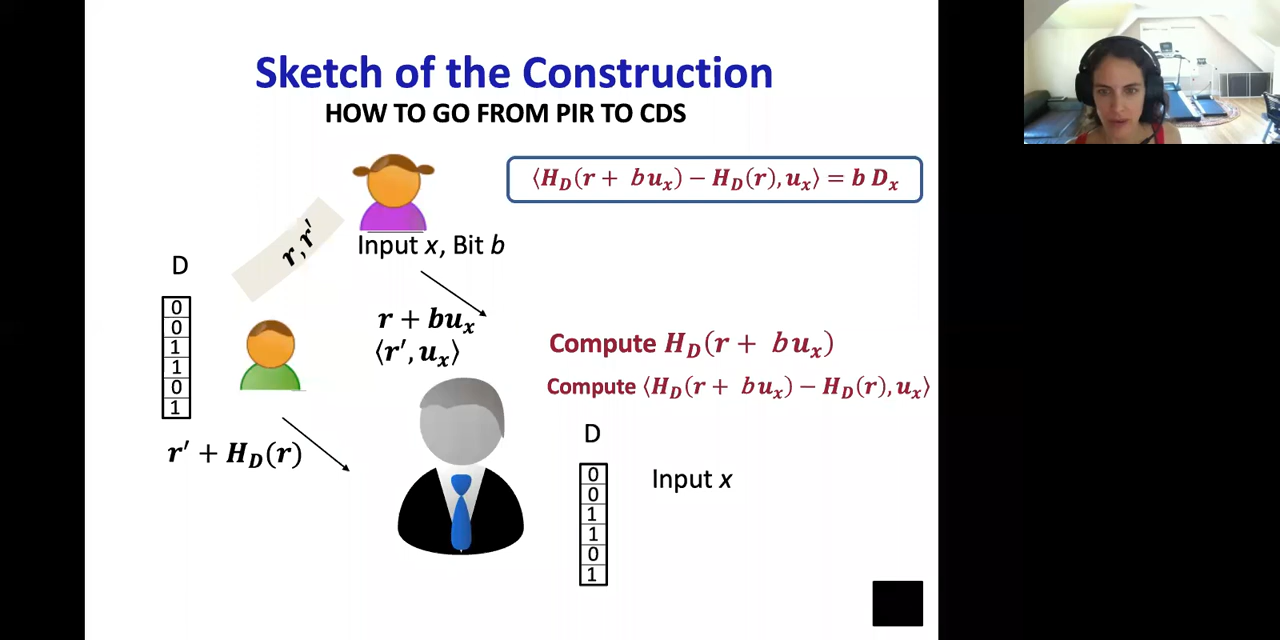 Sketch of the Construction
HOW TO GO FROM PIR TO CDS
⟨H_D(r + bu_x) − H_D(r), u_x⟩ = b D_x
r, r'
Input x, Bit b
D
0
0
1
1
0
1
r + bu_x
⟨r', u_x⟩
Compute H_D(r + bu_x)
Compute ⟨H_D(r + bu_x) − H_D(r), u_x⟩
r' + H_D(r)
D
0
0
1
1
0
1
Input x